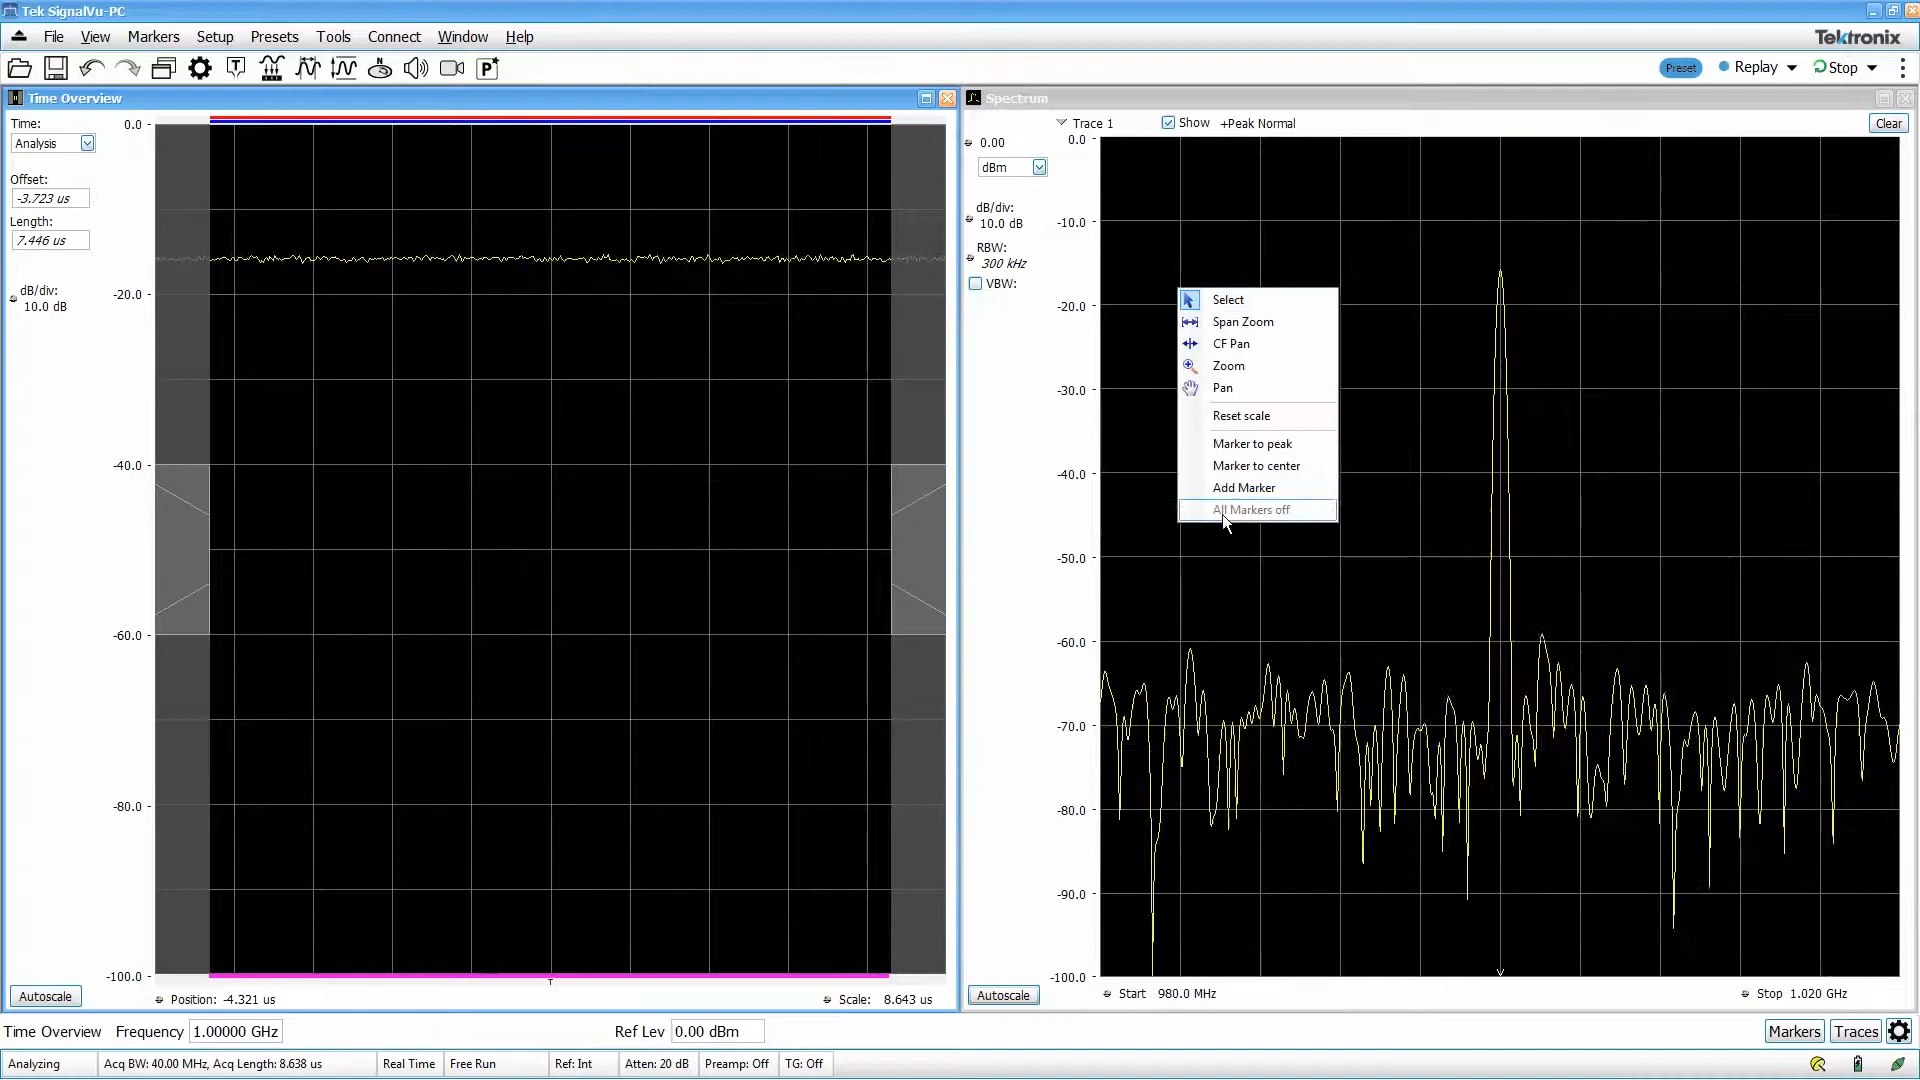 Tek SignalVu-PC
File View Markers Setup Presets Tools Connect Window Help
Tektronix
Preset Replay Stop
Time Overview
Time:
Analysis
Offset:
-3.723 us
Length:
7.446 us
dB/div:
10.0 dB
0.0
-20.0
-40.0
-60.0
-80.0
-100.0
T
Autoscale
Position: -4.321 us
Scale: 8.643 us
Spectrum
Trace 1 Show +Peak Normal
Clear
0.00
dBm
dB/div:
10.0 dB
RBW:
300 kHz
VBW:
0.0
-10.0
-20.0
-30.0
-40.0
-50.0
-60.0
-70.0
-80.0
-90.0
-100.0
Select
Span Zoom
CF Pan
Zoom
Pan
Reset scale
Marker to peak
Marker to center
Add Marker
All Markers off
Autoscale
Start 980.0 MHz
Stop 1.020 GHz
Time Overview Frequency 1.00000 GHz Ref Lev 0.00 dBm Markers Traces
Analyzing Acq BW: 40.00 MHz, Acq Length: 8.638 us Real Time Free Run Ref: Int Atten: 20 dB Preamp: Off TG: Off